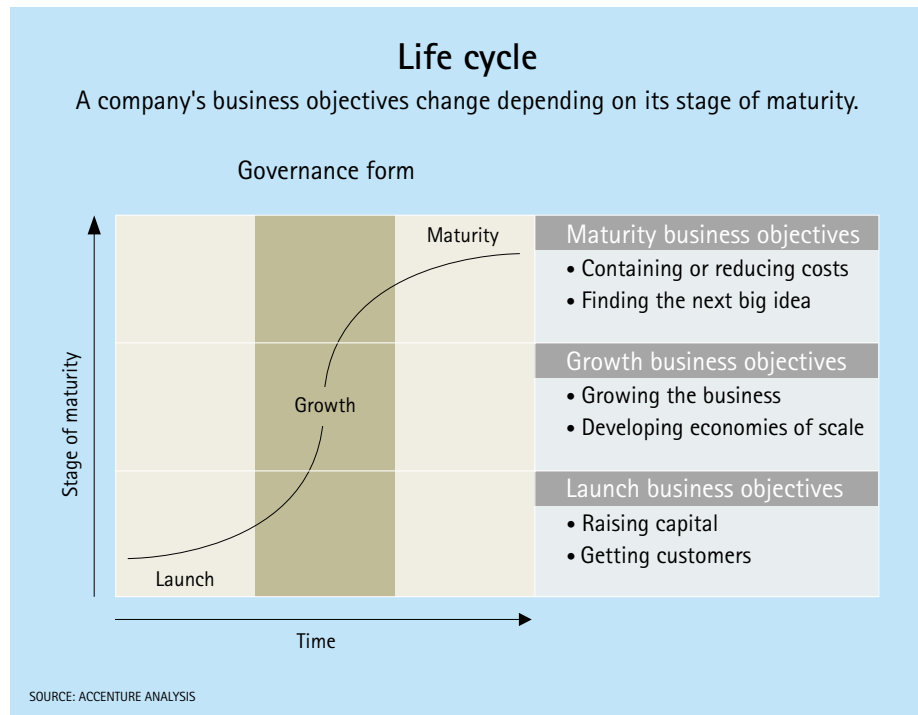 Life cycle
A company's business objectives change depending on its stage of maturity.
Governance form
Stage of maturity
Maturity
Growth
Launch
Time
Maturity business objectives
• Containing or reducing costs
• Finding the next big idea
Growth business objectives
• Growing the business
• Developing economies of scale
Launch business objectives
• Raising capital
• Getting customers
SOURCE: ACCENTURE ANALYSIS